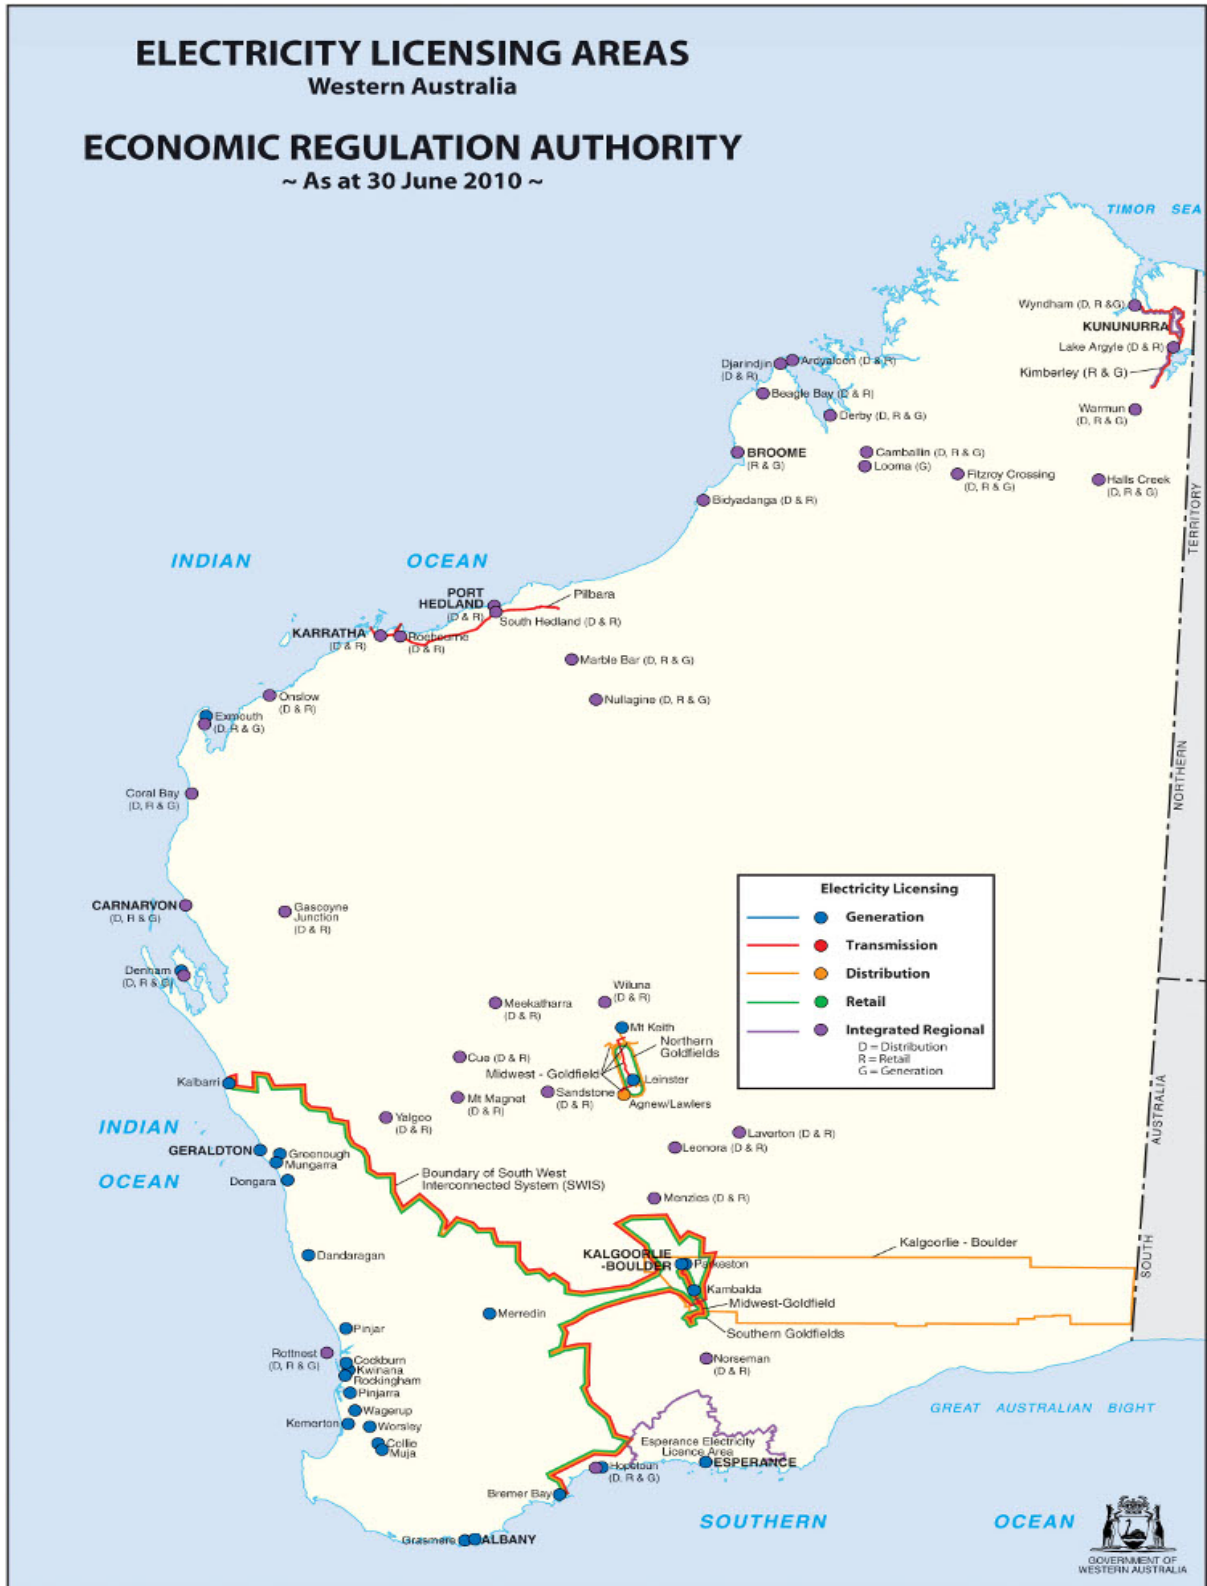 ELECTRICITY LICENSING AREAS
Western Australia
ECONOMIC REGULATION AUTHORITY
~ As at 30 June 2010 ~
TIMOR SEA
Wyndham (D, R &G)
KUNUNURRA
Lake Argyle (D & R)
Kimberley (R & G)
Djarindjin
(D & R)
Ardyaloon (D & R)
Beagle Bay (D & R)
Derby (D, R & G)
Warmun
(D, R & G)
BROOME
(R & G)
Camballin (D, R & G)
Looma (G)
Fitzroy Crossing
(D, R & G)
Halls Creek
(D, R & G)
Bidyadanga (D & R)
TERRITORY
INDIAN OCEAN
PORT
HEDLAND
(D & R)
Pilbara
South Hedland (D & R)
KARRATHA
(D & R)
Roebourne
(D & R)
Marble Bar (D, R & G)
Nullagine (D, R & G)
Onslow
(D & R)
Exmouth
(D, R & G)
NORTHERN
Coral Bay
(D, R & G)
Electricity Licensing
Generation
Transmission
Distribution
Retail
Integrated Regional
D = Distribution
R = Retail
G = Generation
CARNARVON
(D, R & G)
Gascoyne
Junction
(D & R)
Denham
(D, R & G)
Meekatharra
(D & R)
Wiluna
(D & R)
Mt Keith
Northern
Goldfields
Cue (D & R)
Midwest - Goldfield
Leinster
Kalbarri
Mt Magnet
(D & R)
Sandstone
(D & R)
Agnew/Lawlers
AUSTRALIA
INDIAN
OCEAN
Yalgoo
(D & R)
Laverton (D & R)
Leonora (D & R)
GERALDTON
Greenough
Mungarra
Dongara
Boundary of South West
Interconnected System (SWIS)
Menzies (D & R)
Kalgoorlie - Boulder
SOUTH
Dandaragan
KALGOORLIE
-BOULDER
Parkeston
Kambalda
Midwest-Goldfield
Southern Goldfields
Merredin
Pinjar
Rottnest
(D, R & G)
Cockburn
Kwinana
Rockingham
Pinjarra
Norseman
(D & R)
Wagerup
Kemerton
Worsley
Collie
Muja
GREAT AUSTRALIAN BIGHT
Esperance Electricity
Licence Area
ESPERANCE
Hopetoun
(D, R & G)
Bremer Bay
Grasmere
ALBANY
SOUTHERN OCEAN
GOVERNMENT OF
WESTERN AUSTRALIA